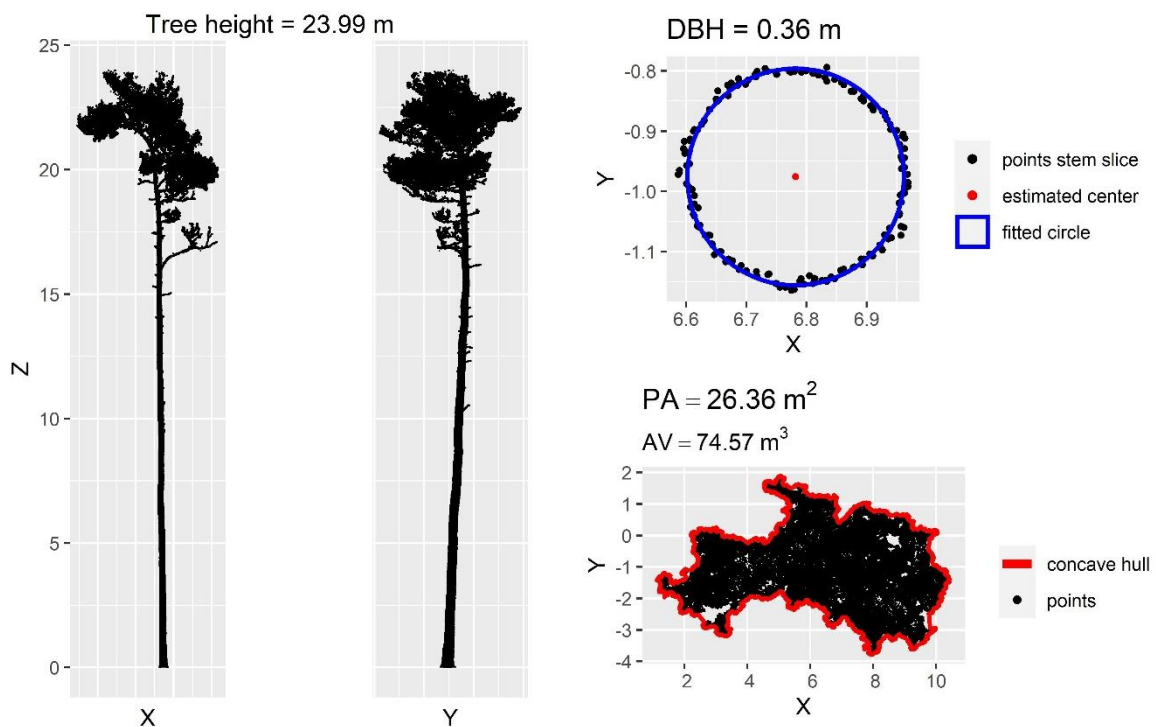 Tree height = 23.99 m
25
20
15
10
5
0
Z
X
Y
DBH = 0.36 m
-0.8
-0.9
-1.0
-1.1
Y
6.6 6.7 6.8 6.9
X
points stem slice
estimated center
fitted circle
PA = 26.36 m²
AV = 74.57 m³
2
1
0
-1
-2
-3
-4
Y
2 4 6 8 10
X
concave hull
points